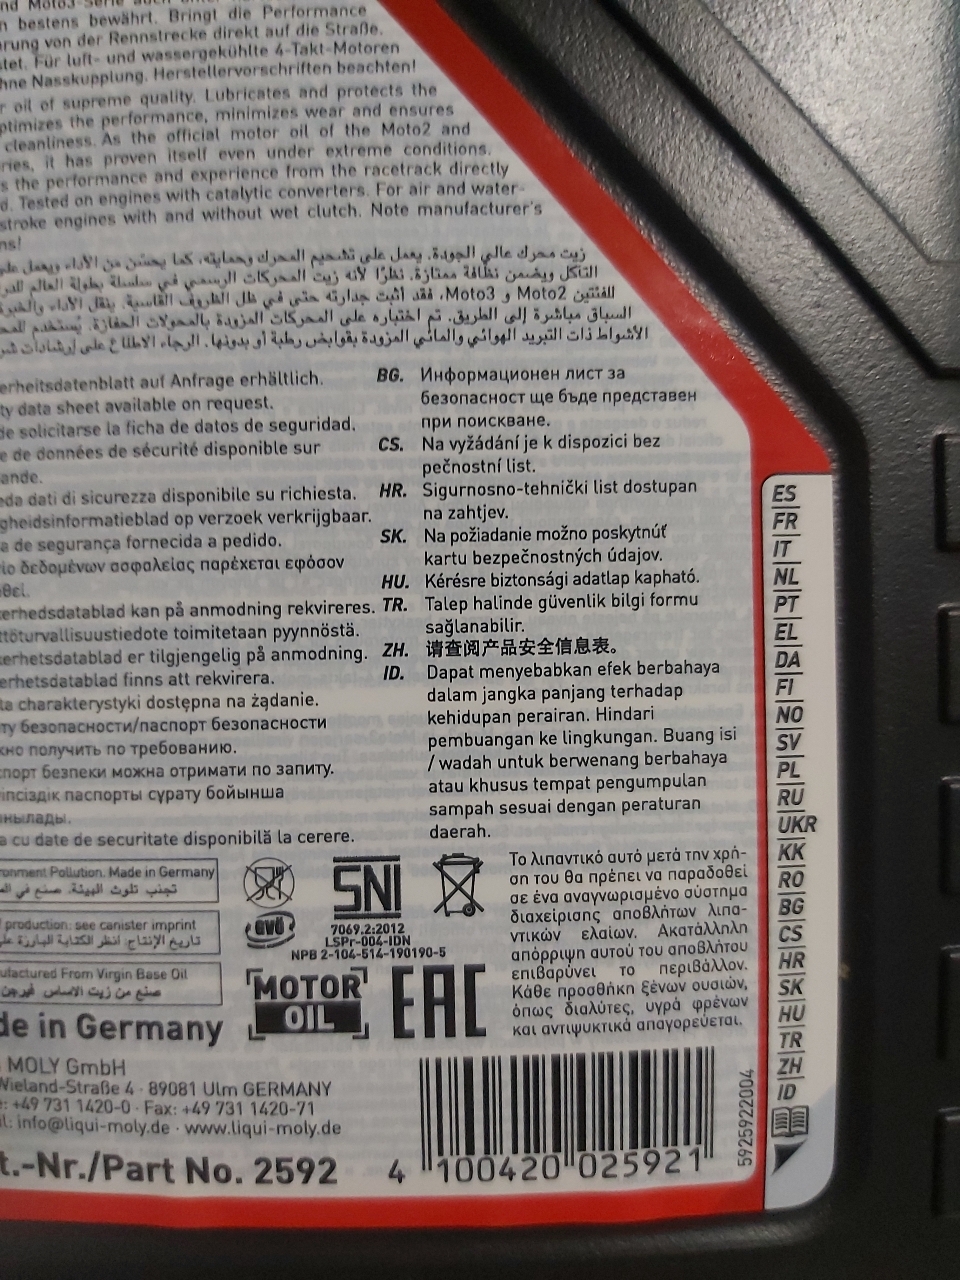 n bestens bewährt. Bringt die Performance
rung von der Rennstrecke direkt auf die Straße.
tet. Für luft- und wassergekühlte 4-Takt-Motoren
hne Nasskupplung. Herstellervorschriften beachten!
r oil of supreme quality. Lubricates and protects the
ptimizes the performance, minimizes wear and ensures
cleanliness. As the official motor oil of the Moto2 and
ries, it has proven itself even under extreme conditions.
s the performance and experience from the racetrack directly
d. Tested on engines with catalytic converters. For air and water-
stroke engines with and without wet clutch. Note manufacturer's
ns!
زيت محرك عالي الجودة. يعمل على تشحيم المحرك وحمايته، كما يحسّن من الأداء ويعمل على
التآكل ويضمن نظافة ممتازة. نظرًا لأنه زيت المحركات الرسمي في سلسلة بطولة العالم للدر
للفئتين Moto2 و Moto3، فقد أثبت جدارته حتى في ظل الظروف القاسية. ينقل الأداء والخبر
السباق مباشرة إلى الطريق. تم اختباره على المحركات المزودة بالمحولات الحفازة. يُستخدم للمح
الأشواط ذات التبريد الهوائي والمائي المزودة بقوابض رطبة أو بدونها. الرجاء الاطلاع على إرشادات شر
erheitsdatenblatt auf Anfrage erhältlich.
ty data sheet available on request.
de solicitarse la ficha de datos de seguridad.
e de données de sécurité disponible sur
ande.
eda dati di sicurezza disponibile su richiesta.
gheidsinformatieblad op verzoek verkrijgbaar.
a de segurança fornecida a pedido.
ίο δεδομένων ασφαλείας παρέχεται εφόσον
θεί.
erhedsdatablad kan på anmodning rekvireres.
ttöturvallisuustiedote toimitetaan pyynnöstä.
erhetsdatablad er tilgjengelig på anmodning.
erhetsdatablad finns att rekvirera.
ta charakterystyki dostępna na żądanie.
ту безопасности/паспорт безопасности
жно получить по требованию.
спорт безпеки можна отримати по запиту.
іпсіздік паспорты сұрату бойынша
нылады.
a cu date de securitate disponibilă la cerere.
BG. Информационен лист за
безопасност ще бъде представен
при поискване.
CS. Na vyžádání je k dispozici bez
pečnostní list.
HR. Sigurnosno-tehnički list dostupan
na zahtjev.
SK. Na požiadanie možno poskytnúť
kartu bezpečnostných údajov.
HU. Kérésre biztonsági adatlap kapható.
TR. Talep halinde güvenlik bilgi formu
sağlanabilir.
ZH. 请查阅产品安全信息表。
ID. Dapat menyebabkan efek berbahaya
dalam jangka panjang terhadap
kehidupan perairan. Hindari
pembuangan ke lingkungan. Buang isi
/ wadah untuk berwenang berbahaya
atau khusus tempat pengumpulan
sampah sesuai dengan peraturan
daerah.
ronment Pollution. Made in Germany
تجنب تلوث البيئة. صنع في الم
production: see canister imprint
تاريخ الإنتاج: انظر الكتابة البارزة على
ufactured From Virgin Base Oil
صنع من زيت الاساس
SNI
7069.2:2012
LSPr-004-IDN
NPB 2-104-514-190190-5
EVU
MOTOR
OIL
EAC
Το λιπαντικό αυτό μετά την χρή-
ση του θα πρέπει να παραδοθεί
σε ένα αναγνωρισμένο σύστημα
διαχείρισης αποβλήτων λιπα-
ντικών ελαίων. Ακατάλληλη
απόρριψη αυτού του αποβλήτου
επιβαρύνει το περιβάλλον.
Κάθε προσθήκη ξένων ουσιών,
όπως διαλύτες, υγρά φρένων
και αντιψυκτικά απαγορεύεται.
de in Germany
MOLY GmbH
Wieland-Straße 4 · 89081 Ulm GERMANY
e: +49 731 1420-0 · Fax: +49 731 1420-71
il: info@liqui-moly.de · www.liqui-moly.de
t.-Nr./Part No. 2592
4 100420 025921
5925922004
ES
FR
IT
NL
PT
EL
DA
FI
NO
SV
PL
RU
UKR
KK
RO
BG
CS
HR
SK
HU
TR
ZH
ID